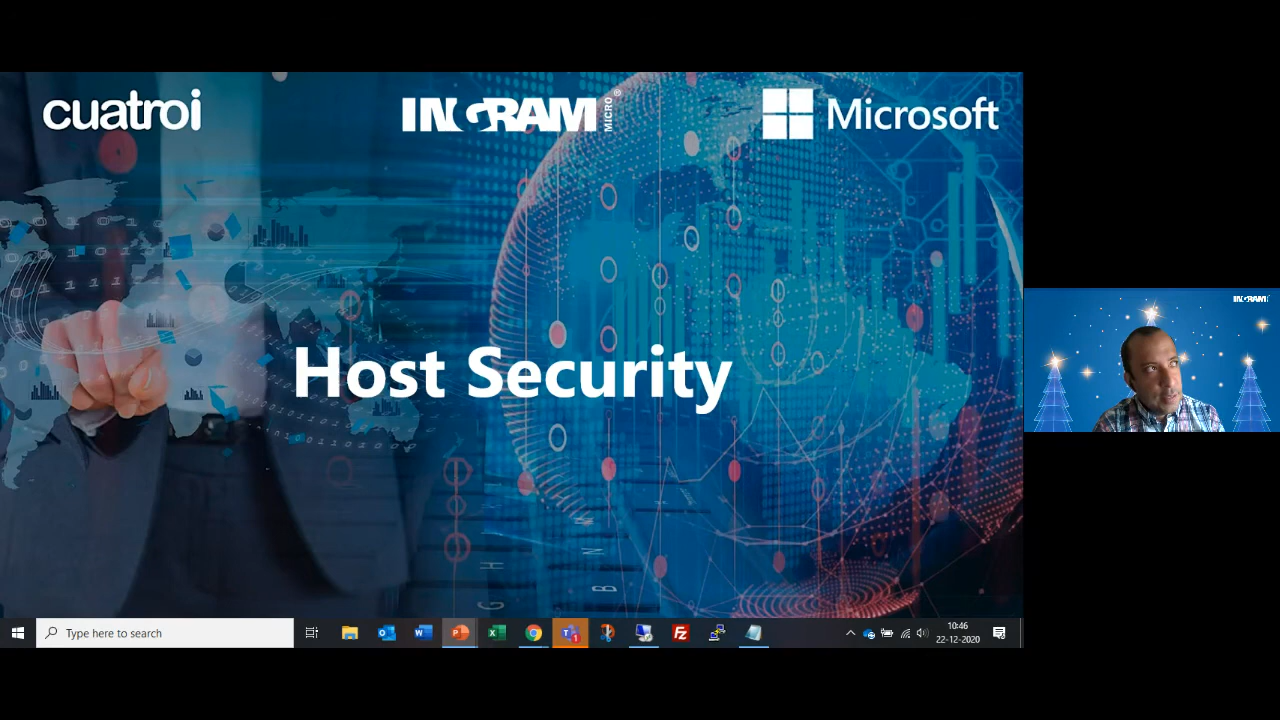 cuatroi
INGRAM MICRO®
Microsoft
INGRAM
Host Security
Type here to search
10:46
22-12-2020